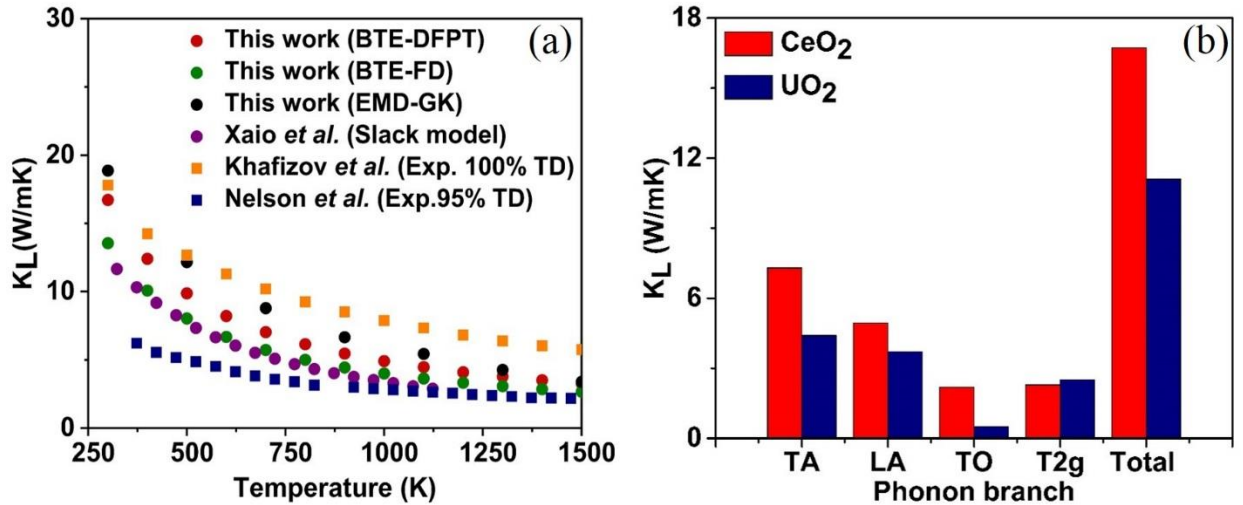 30
20
10
0
K_L(W/mK)
(a)
This work (BTE-DFPT)
This work (BTE-FD)
This work (EMD-GK)
Xaio et al. (Slack model)
Khafizov et al. (Exp. 100% TD)
Nelson et al. (Exp.95% TD)
250 500 750 1000 1250 1500
Temperature (K)
18
12
6
0
K_L (W/mK)
(b)
CeO₂
UO₂
TA LA TO T2g Total
Phonon branch